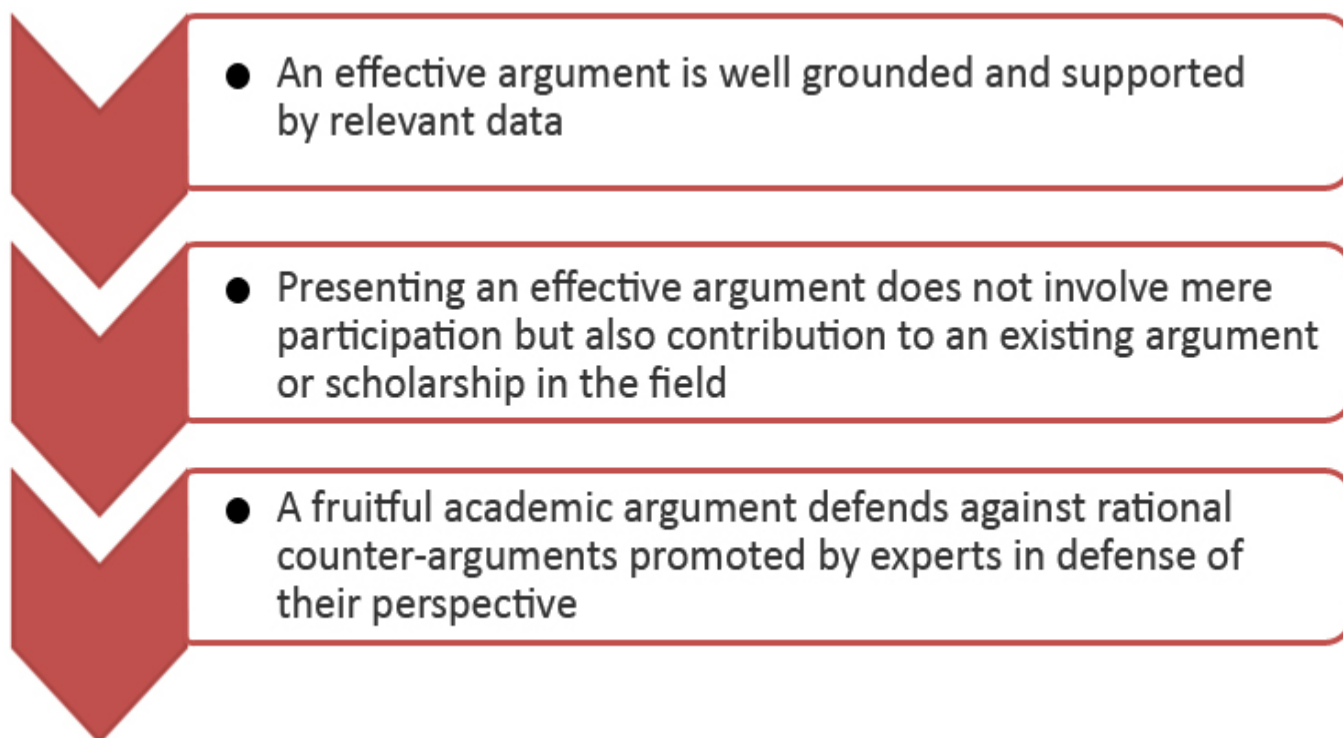 ● An effective argument is well grounded and supported
by relevant data
● Presenting an effective argument does not involve mere
participation but also contribution to an existing argument
or scholarship in the field
● A fruitful academic argument defends against rational
counter-arguments promoted by experts in defense of
their perspective